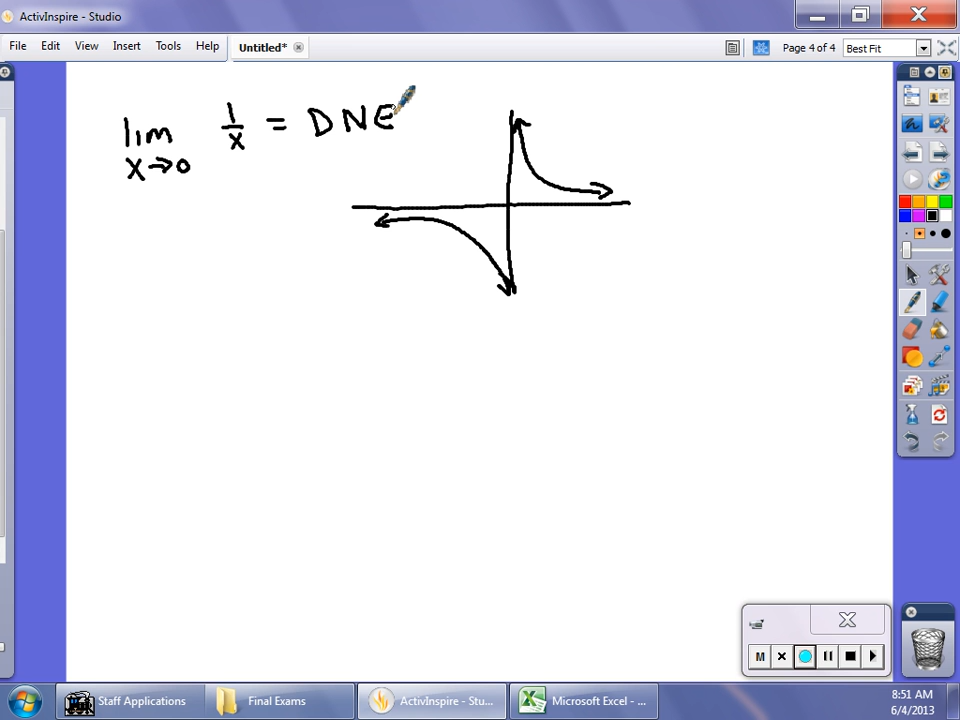 ActivInspire - Studio
File Edit View Insert Tools Help Untitled* Page 4 of 4 Best Fit
lim 1/x = DNE
x→0
M
Staff Applications Final Exams ActivInspire - Stu... Microsoft Excel - ...
8:51 AM
6/4/2013